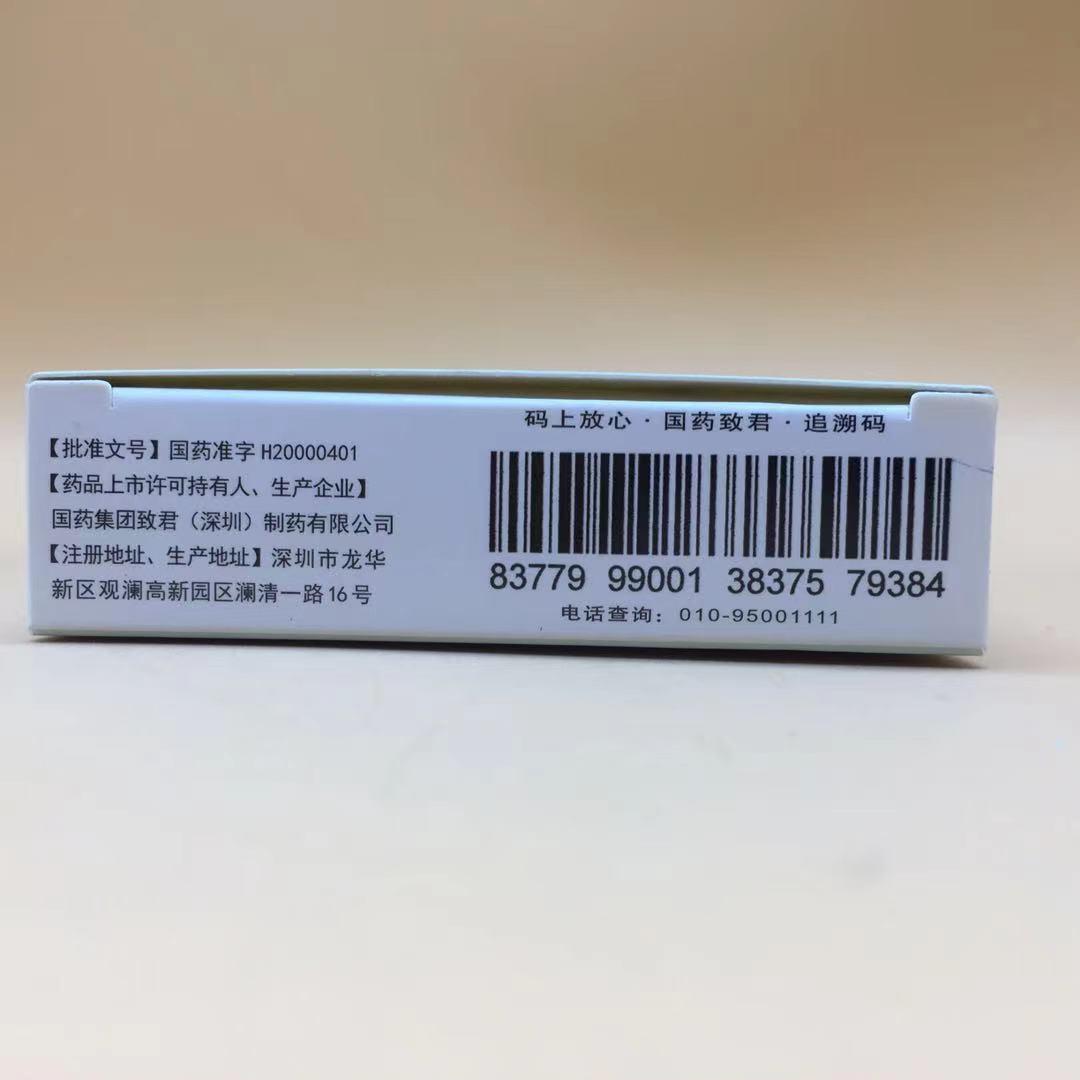 【批准文号】国药准字 H20000401
【药品上市许可持有人、生产企业】
国药集团致君（深圳）制药有限公司
【注册地址、生产地址】深圳市龙华
新区观澜高新园区澜清一路16号
码上放心·国药致君·追溯码
83779 99001 38375 79384
电话查询：010-95001111